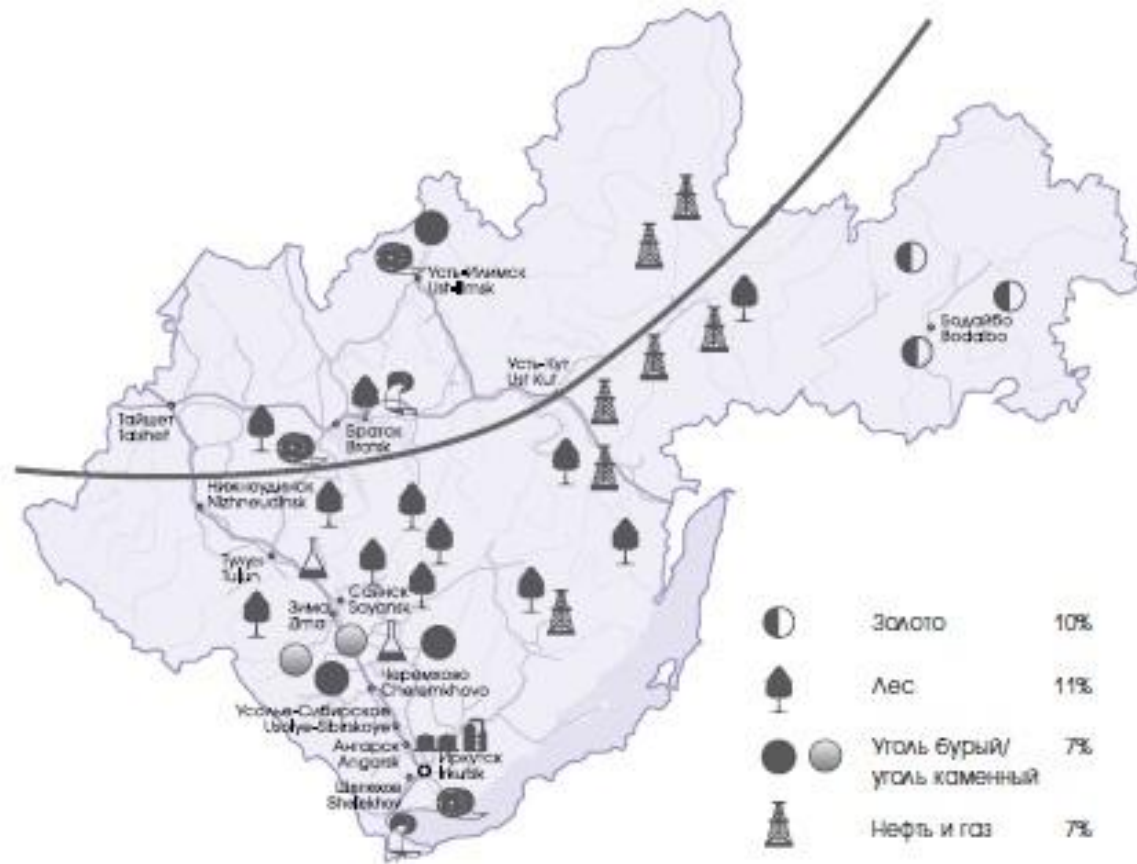 Усть-Илимск
Ust-Ilimsk
Бодайбо
Bodaibo
Усть-Кут
Ust Kut
Тайшет
Taishet
Братск
Bratsk
Нижнеудинск
Nizhneudinsk
Тулун
Tulun
Саянск
Sayansk
Зима
Zima
Черемхово
Cheremkhovo
Усолье-Сибирское
Usolye-Sibirskoye
Ангарск
Angarsk
Иркутск
Irkutsk
Шелехов
Shelekhov
Золото 10%
Лес 11%
Уголь бурый/ 7%
уголь каменный
Нефть и газ 7%